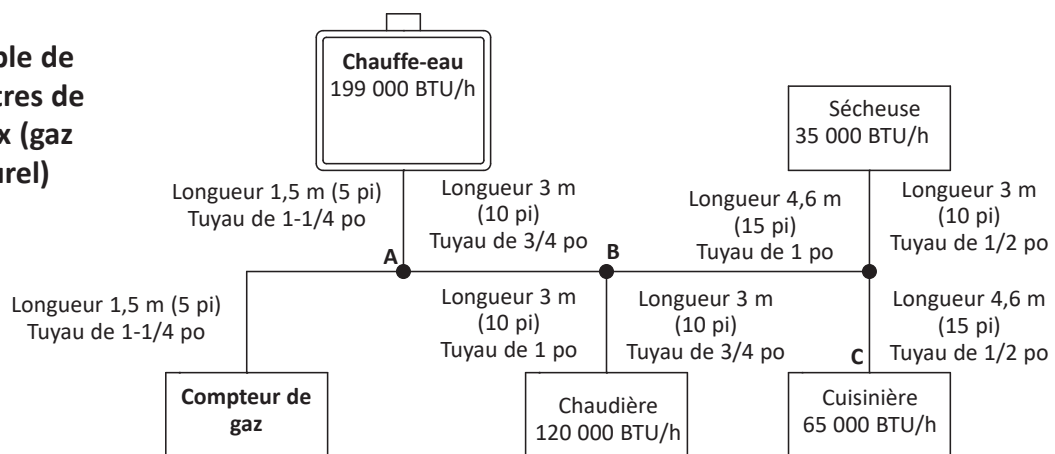 ple de
tres de
x (gaz
urel)
Chauffe-eau
199 000 BTU/h
Sécheuse
35 000 BTU/h
Longueur 1,5 m (5 pi)
Tuyau de 1-1/4 po
Longueur 3 m
(10 pi)
Tuyau de 3/4 po
Longueur 4,6 m
(15 pi)
Tuyau de 1 po
Longueur 3 m
(10 pi)
Tuyau de 1/2 po
A
B
Longueur 1,5 m (5 pi)
Tuyau de 1-1/4 po
Longueur 3 m
(10 pi)
Tuyau de 1 po
Longueur 3 m
(10 pi)
Tuyau de 3/4 po
C
Longueur 4,6 m
(15 pi)
Tuyau de 1/2 po
Compteur de
gaz
Chaudière
120 000 BTU/h
Cuisinière
65 000 BTU/h